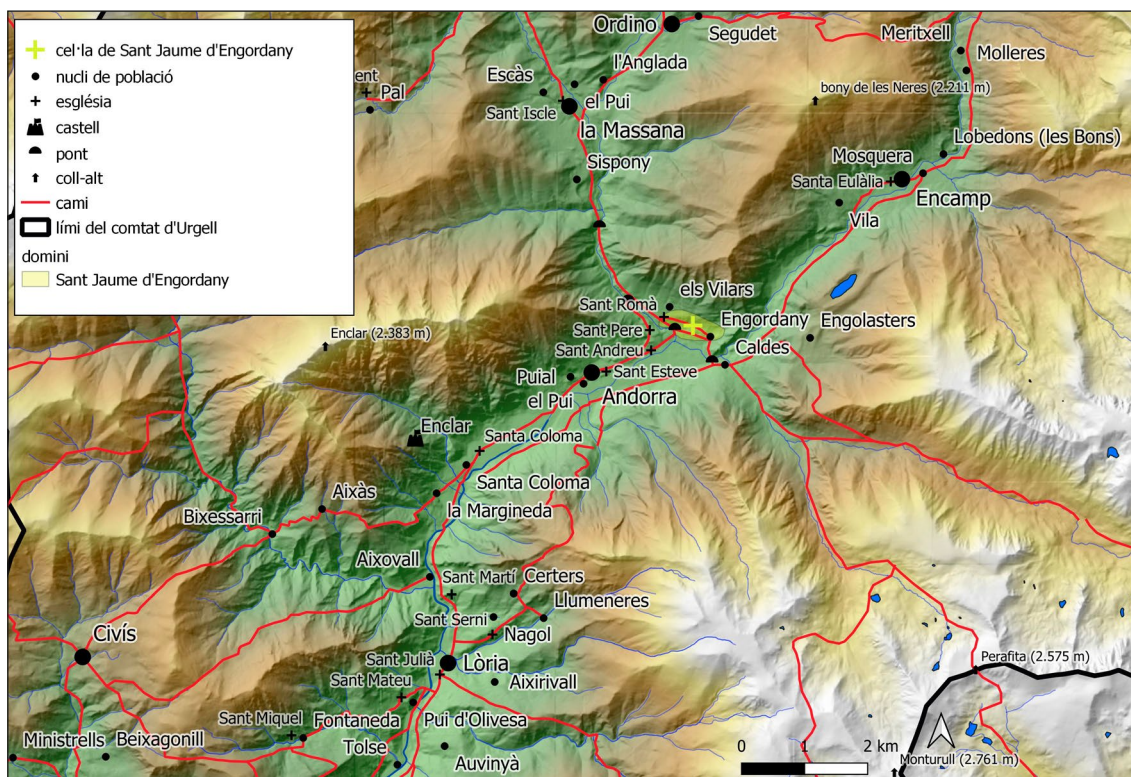 cel·la de Sant Jaume d'Engordany
nucli de població
església
castell
pont
coll-alt
cami
lími del comtat d'Urgell
domini
Sant Jaume d'Engordany
Ordino
Segudet
Meritxell
Molleres
l'Anglada
Escàs
ent
Pal
el Pui
Sant Iscle
bony de les Neres (2.211 m)
la Massana
Lobedons (les Bons)
Sispony
Mosquera
Santa Eulàlia
Encamp
Vila
els Vilars
Sant Romà
Engordany
Engolasters
Sant Pere
Enclar (2.383 m)
Sant Andreu
Caldes
Sant Esteve
Puial
el Pui
Andorra
Enclar
Santa Coloma
Santa Coloma
Aixàs
la Margineda
Bixessarri
Aixovall
Sant Martí
Certers
Llumeneres
Sant Serni
Nagol
Civís
Sant Julià
Lòria
Perafita (2.575 m)
Sant Mateu
Aixirivall
Sant Miquel
Fontaneda
Pui d'Olivesa
Ministrells
Beixagonill
Tolse
Auvinyà
0 1 2 km
Monturull (2.761 m)